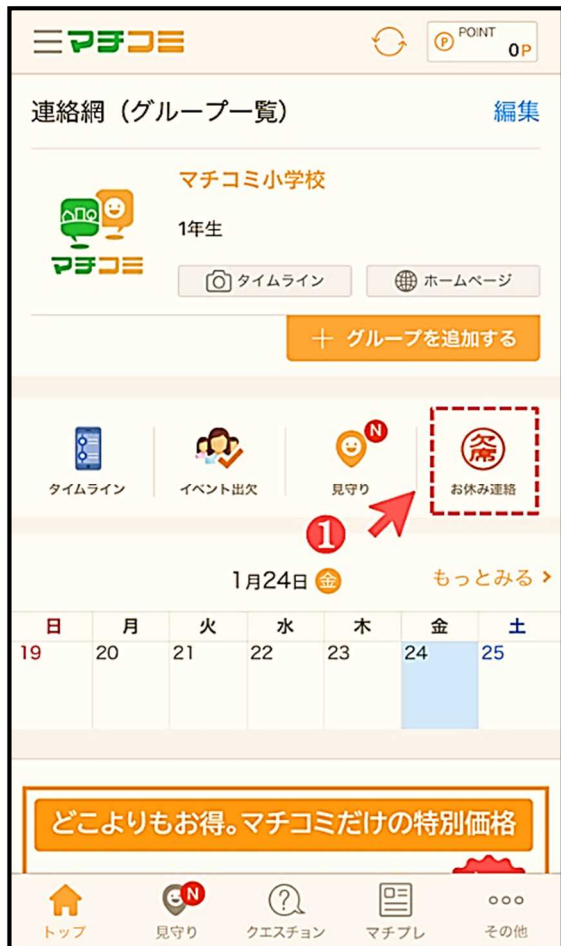 マチコミ
POINT
0P
連絡網（グループ一覧） 編集
マチコミ小学校
1年生
マチコミ
タイムライン ホームページ
＋ グループを追加する
N
欠席
タイムライン イベント出欠 見守り お休み連絡
1
1月24日 金 もっとみる >
日 月 火 水 木 金 土
19 20 21 22 23 24 25
どこよりもお得。マチコミだけの特別価格
N
トップ 見守り クエスチョン マチプレ その他